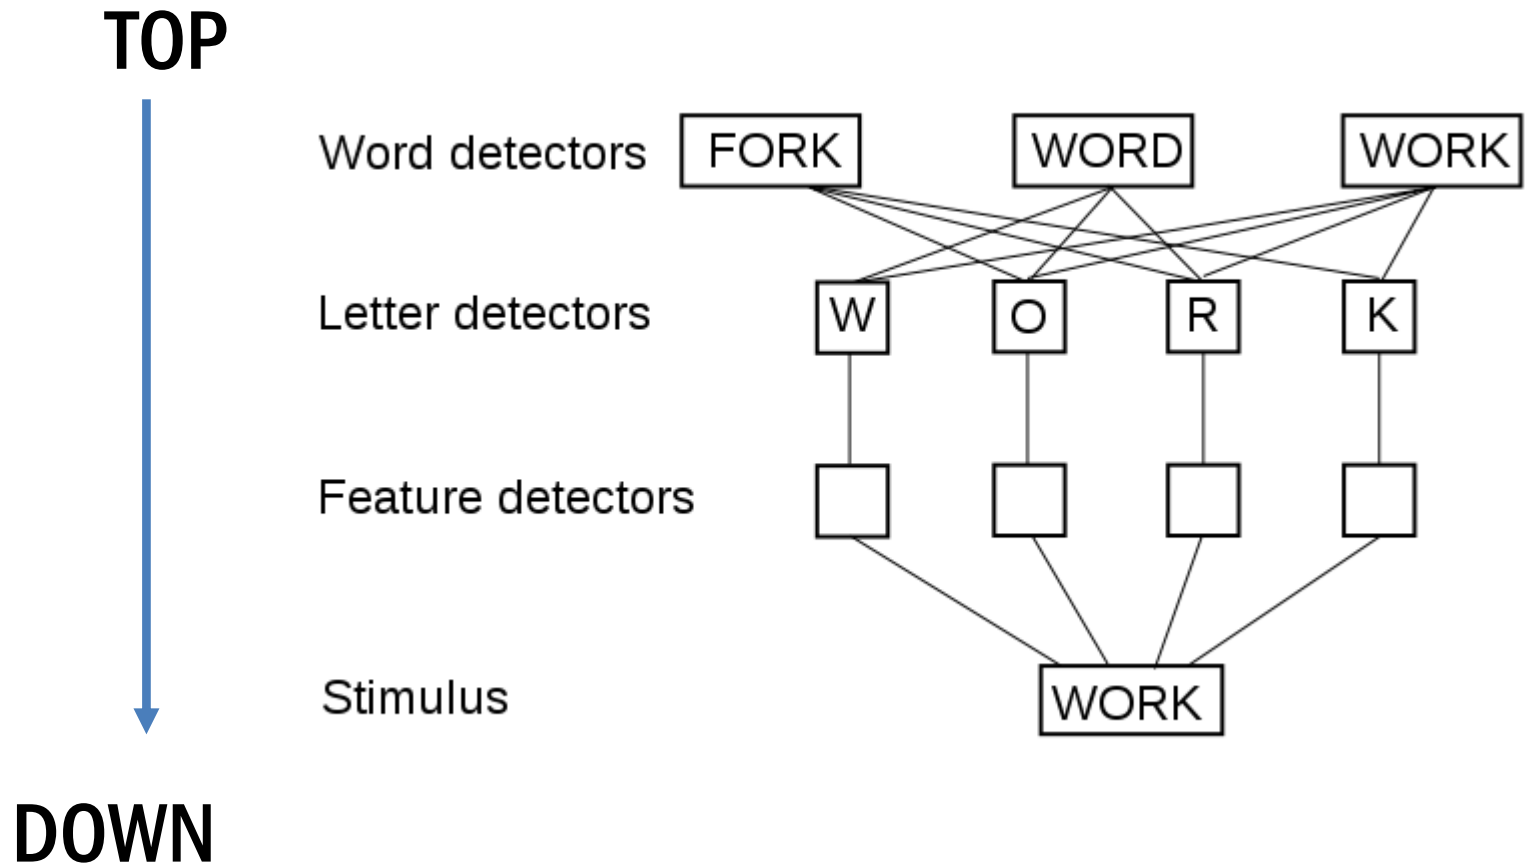 TOP
Word detectors FORK WORD WORK
Letter detectors W O R K
Feature detectors
Stimulus WORK
DOWN